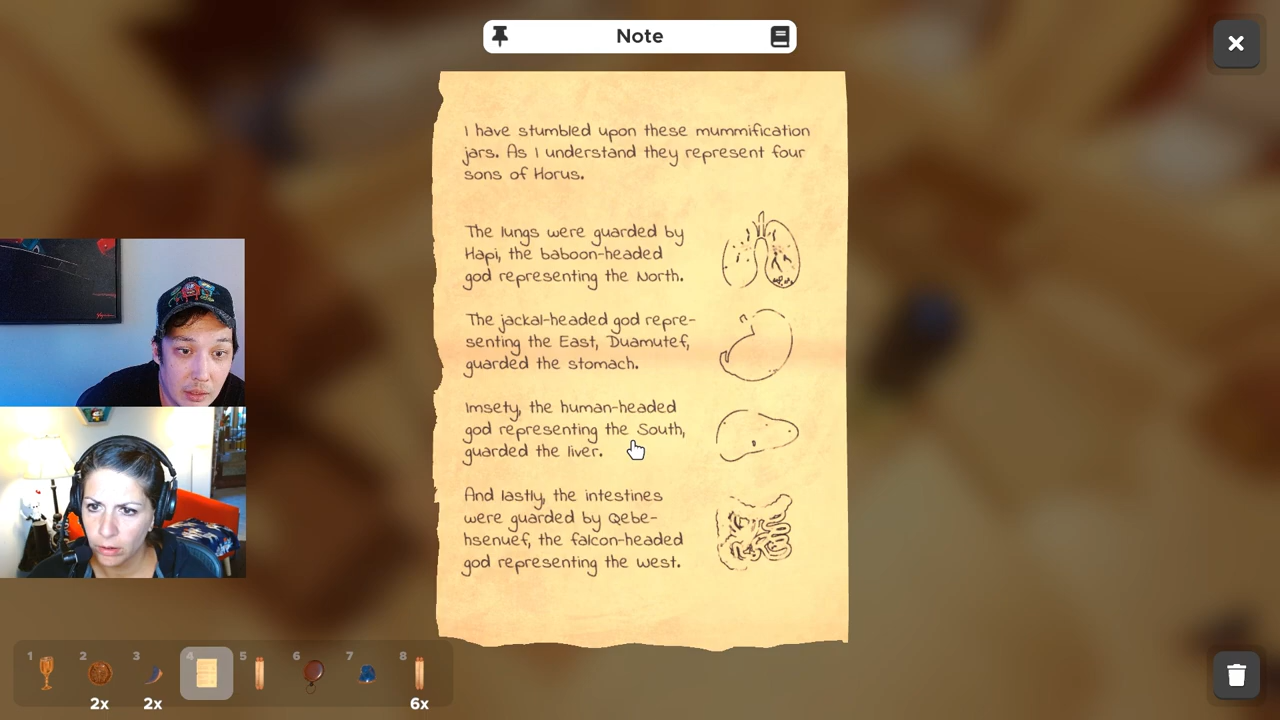 Note
I have stumbled upon these mummification
jars. As I understand they represent four
sons of Horus.
The lungs were guarded by
Hapi, the baboon-headed
god representing the North.
The jackal-headed god repre-
senting the East, Duamutef,
guarded the stomach.
Imsety, the human-headed
god representing the South,
guarded the liver.
And lastly, the intestines
were guarded by Qebe-
hsenuef, the falcon-headed
god representing the west.
1 2 3 4 5 6 7 8
2x 2x 6x